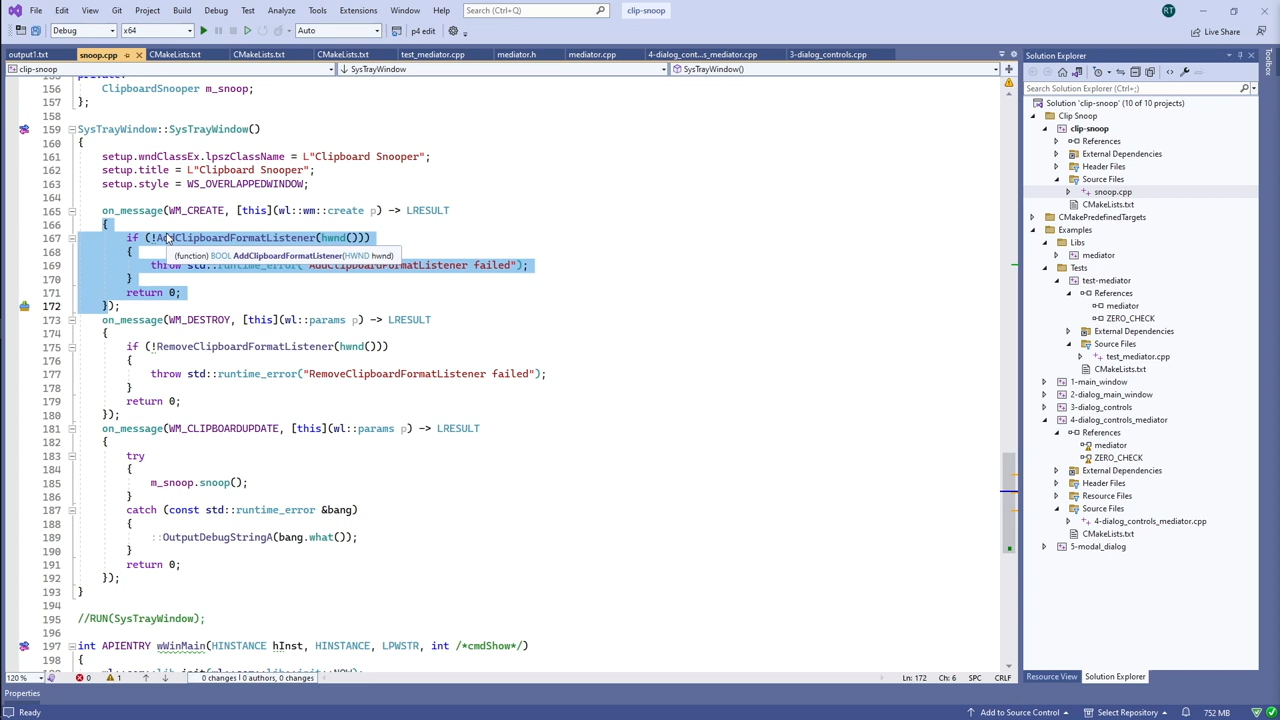 File Edit View Git Project Build Debug Test Analyze Tools Extensions Window Help Search (Ctrl+;) clip-snoop RT
Debug x64 Auto p4 edit Live Share
output1.txt snoop.cpp CMakeLists.txt CMakeLists.txt CMakeLists.txt test_mediator.cpp mediator.h mediator.cpp 4-dialog_cont...s_mediator.cpp 3-dialog_controls.cpp
clip-snoop SysTrayWindow SysTrayWindow()
156 ClipboardSnooper m_snoop;
157 };
158
159 SysTrayWindow::SysTrayWindow()
160 {
161 setup.wndClassEx.lpszClassName = L"Clipboard Snooper";
162 setup.title = L"Clipboard Snooper";
163 setup.style = WS_OVERLAPPEDWINDOW;
164
165 on_message(WM_CREATE, [this](wl::wm::create p) -> LRESULT
166 {
167 if (!AddClipboardFormatListener(hwnd()))
168 {
(function) BOOL AddClipboardFormatListener(HWND hwnd)
169 throw std::runtime_error("AddClipboardFormatListener failed");
170 }
171 return 0;
172 });
173 on_message(WM_DESTROY, [this](wl::params p) -> LRESULT
174 {
175 if (!RemoveClipboardFormatListener(hwnd()))
176 {
177 throw std::runtime_error("RemoveClipboardFormatListener failed");
178 }
179 return 0;
180 });
181 on_message(WM_CLIPBOARDUPDATE, [this](wl::params p) -> LRESULT
182 {
183 try
184 {
185 m_snoop.snoop();
186 }
187 catch (const std::runtime_error &bang)
188 {
189 ::OutputDebugStringA(bang.what());
190 }
191 return 0;
192 });
193 }
194
195 //RUN(SysTrayWindow);
196
197 int APIENTRY wWinMain(HINSTANCE hInst, HINSTANCE, LPWSTR, int /*cmdShow*/)
198 {
120 % 0 1 0 changes | 0 authors, 0 changes Ln: 172 Ch: 6 SPC CRLF
Properties
Ready Add to Source Control Select Repository 752 MB
Solution Explorer
Search Solution Explorer (Ctrl+;)
Solution 'clip-snoop' (10 of 10 projects)
Clip Snoop
clip-snoop
References
External Dependencies
Header Files
Source Files
snoop.cpp
CMakeLists.txt
CMakePredefinedTargets
Examples
Libs
mediator
Tests
test-mediator
References
mediator
ZERO_CHECK
External Dependencies
Source Files
test_mediator.cpp
CMakeLists.txt
1-main_window
2-dialog_main_window
3-dialog_controls
4-dialog_controls_mediator
References
mediator
ZERO_CHECK
External Dependencies
Header Files
Resource Files
Source Files
4-dialog_controls_mediator.cpp
CMakeLists.txt
5-modal_dialog
Resource View Solution Explorer
Toolbox